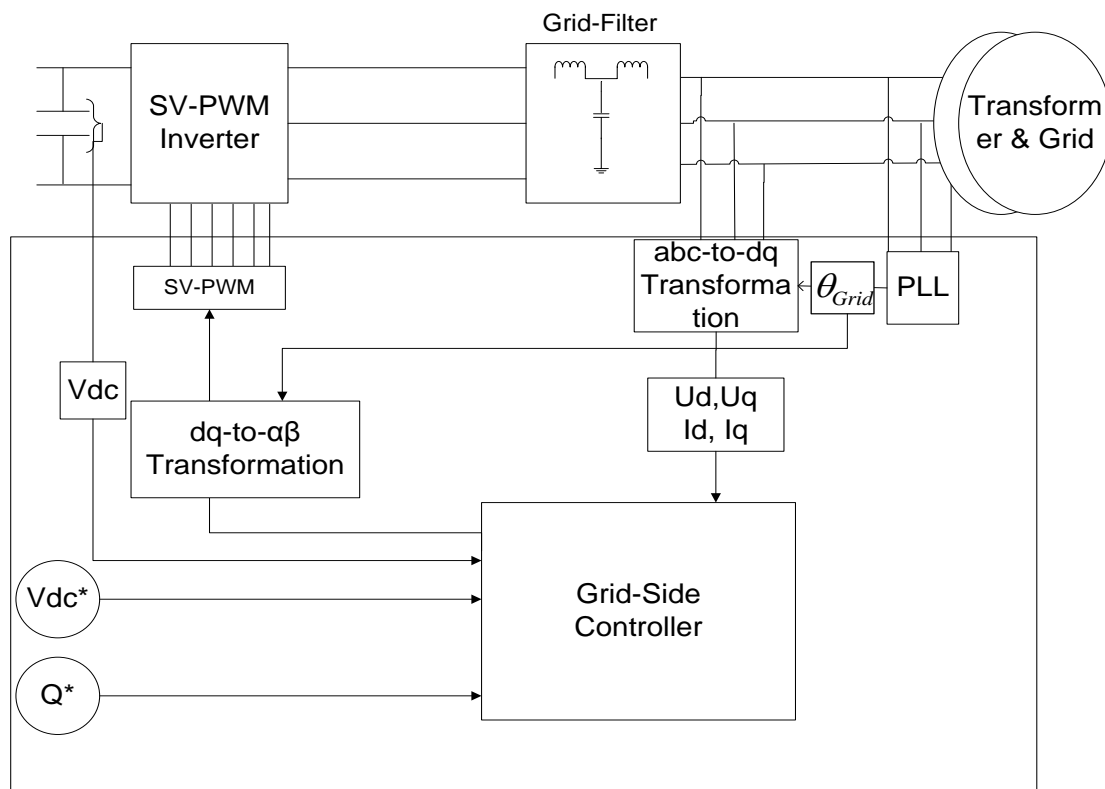 Grid-Filter
SV-PWM
Inverter
Transform
er & Grid
abc-to-dq
Transforma
tion
θGrid
PLL
SV-PWM
Vdc
Ud,Uq
Id, Iq
dq-to-αβ
Transformation
Vdc*
Grid-Side
Controller
Q*